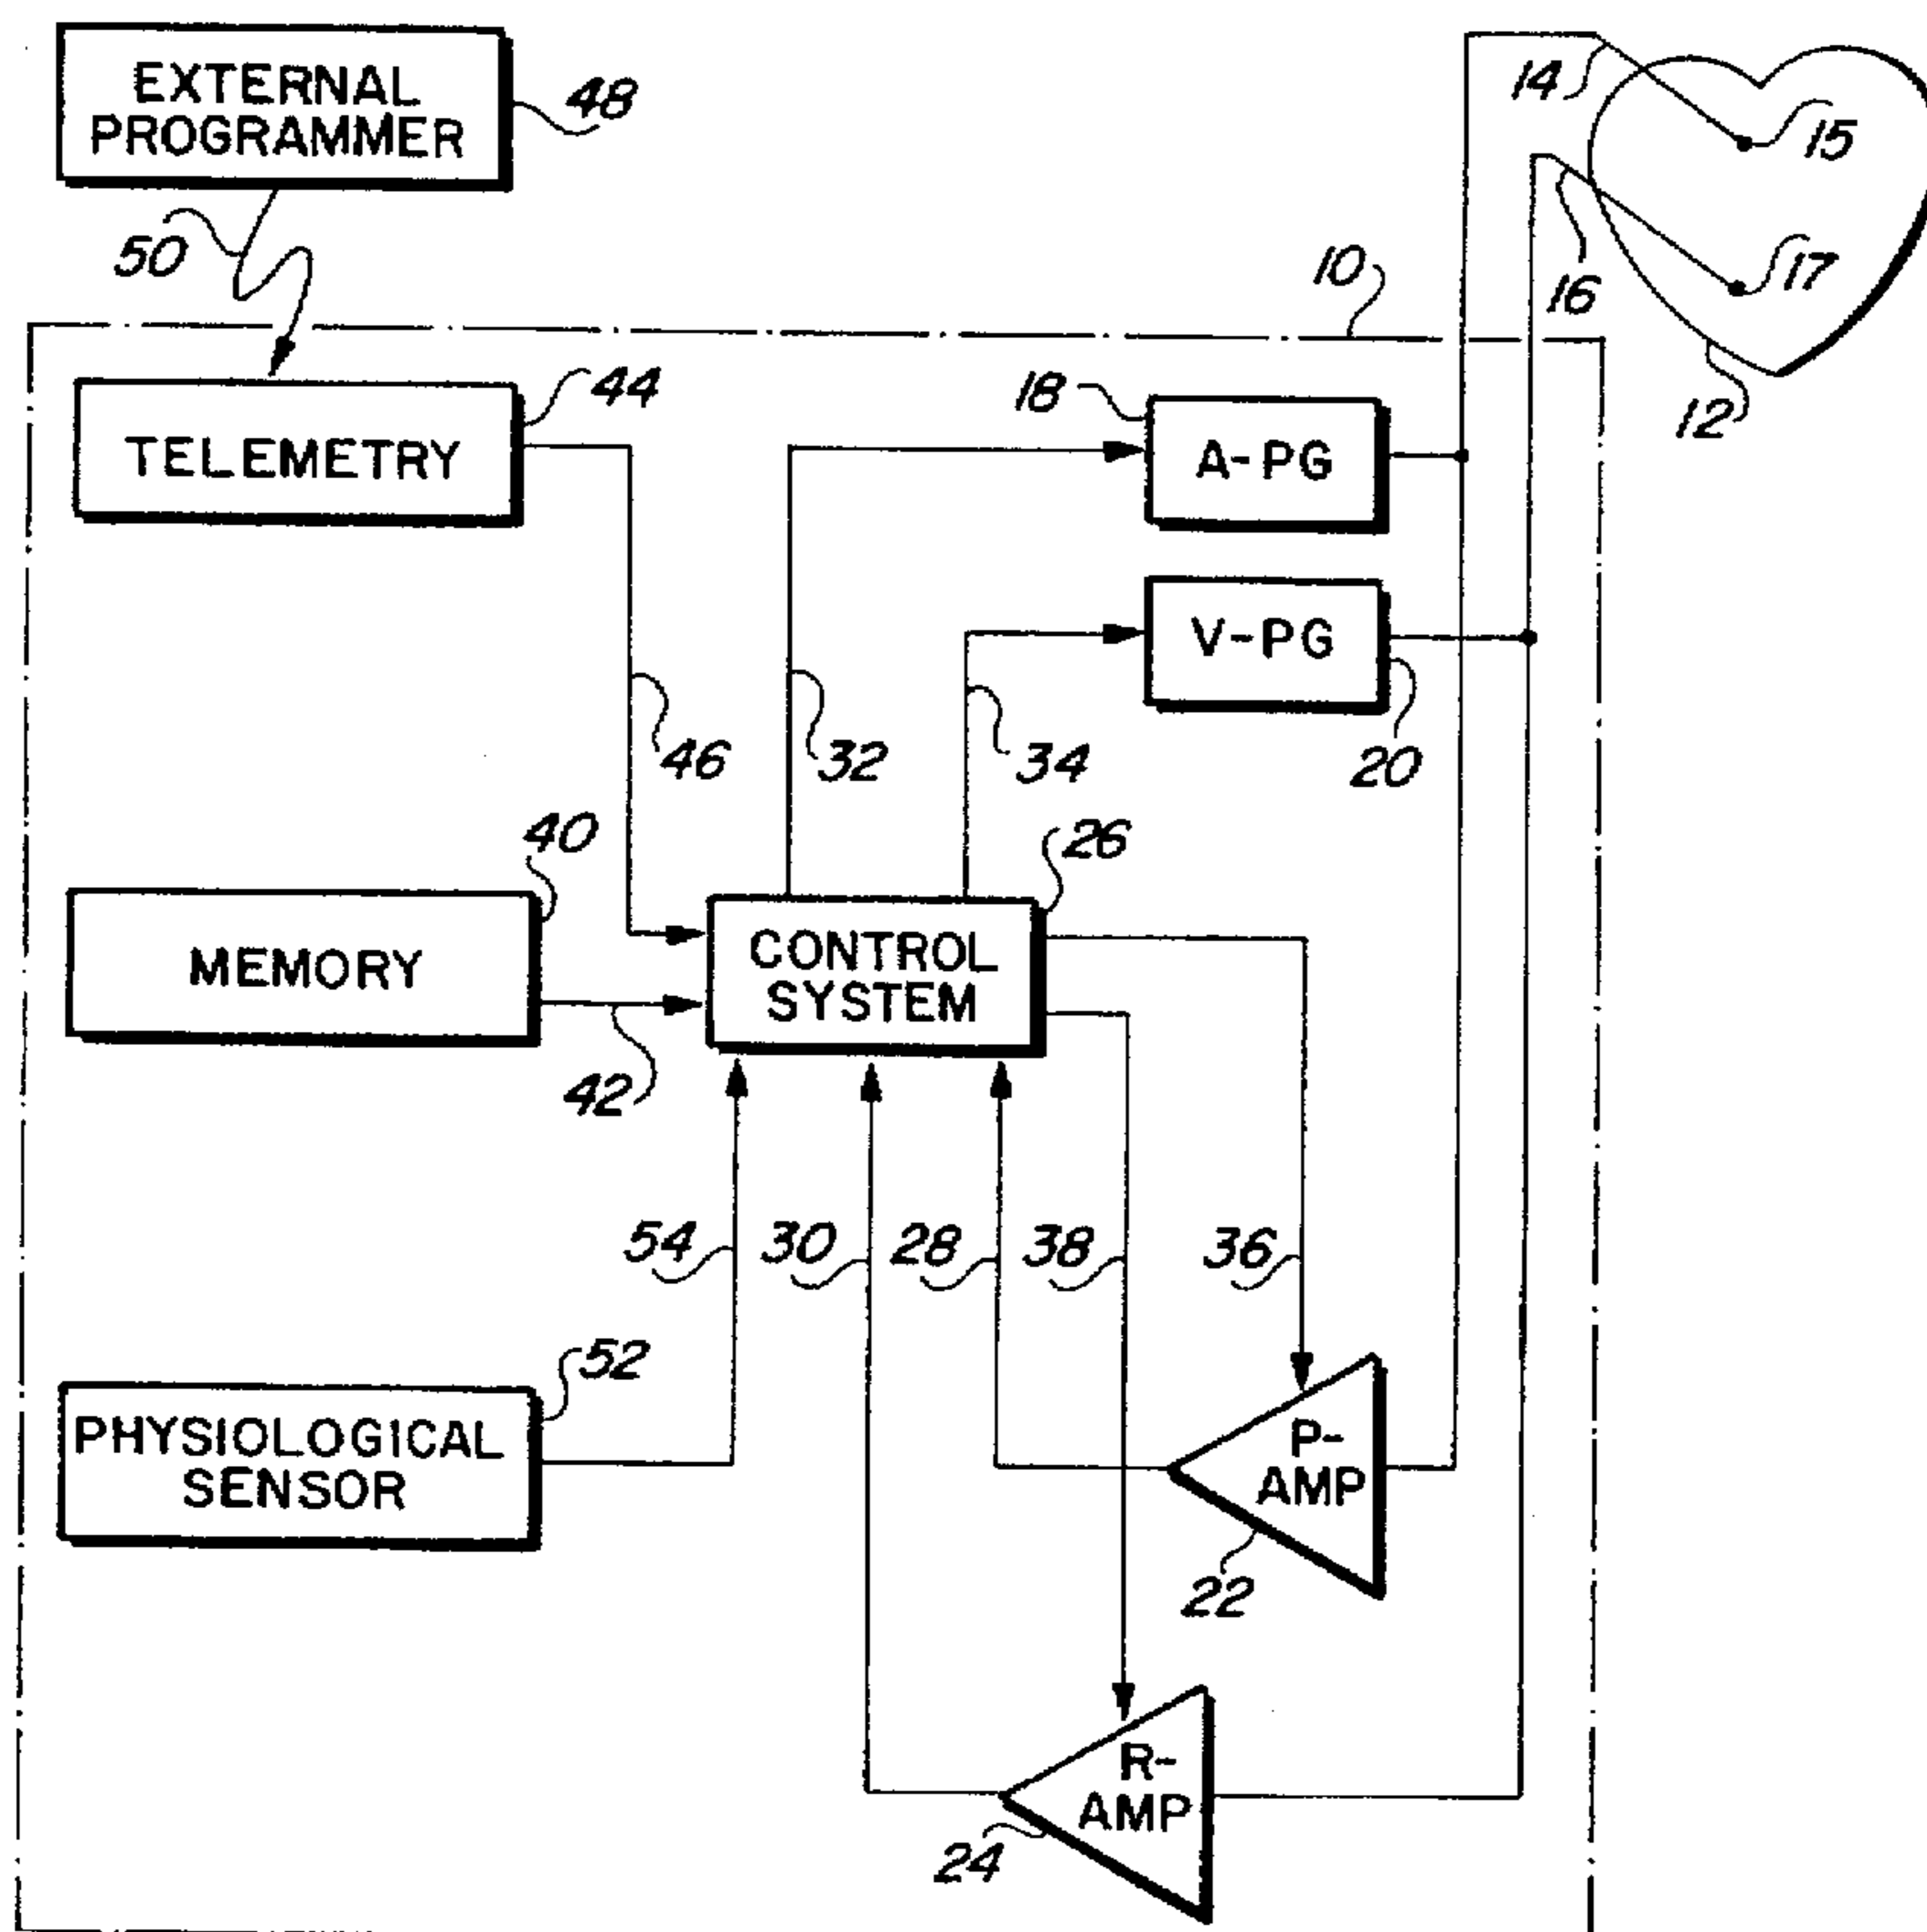 EXTERNAL
PROGRAMMER
48
14
15
50
10
16
17
12
44
18
TELEMETRY
A-PG
V-PG
46
32
34
20
40
26
MEMORY
CONTROL
SYSTEM
42
54
30
28
38
36
52
PHYSIOLOGICAL
SENSOR
P-
AMP
22
R-
AMP
24